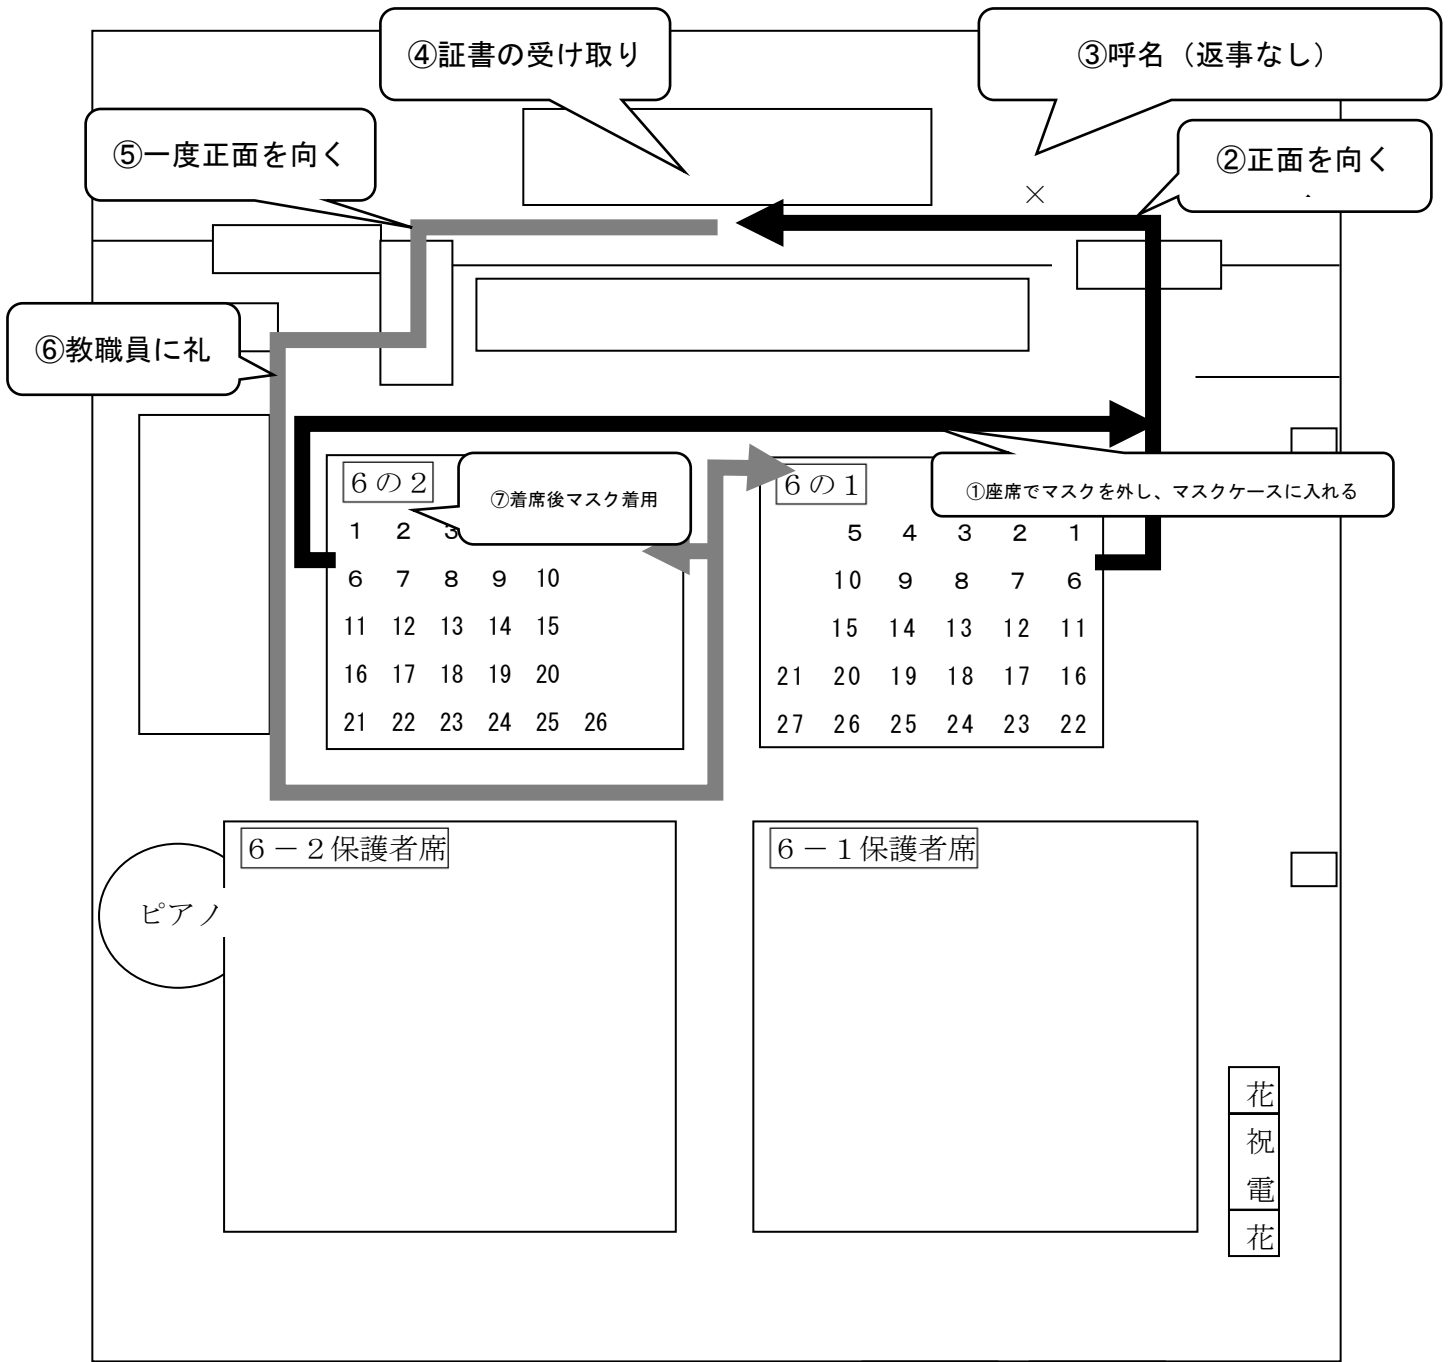 ④証書の受け取り
③呼名（返事なし）
⑤一度正面を向く
②正面を向く
×
⑥教職員に礼
6の2
⑦着席後マスク着用
6の1
①座席でマスクを外し、マスクケースに入れる
1 2 3
5 4 3 2 1
6 7 8 9 10
10 9 8 7 6
11 12 13 14 15
15 14 13 12 11
16 17 18 19 20
21 20 19 18 17 16
21 22 23 24 25 26
27 26 25 24 23 22
6－2保護者席
6－1保護者席
ピアノ
花
祝
電
花